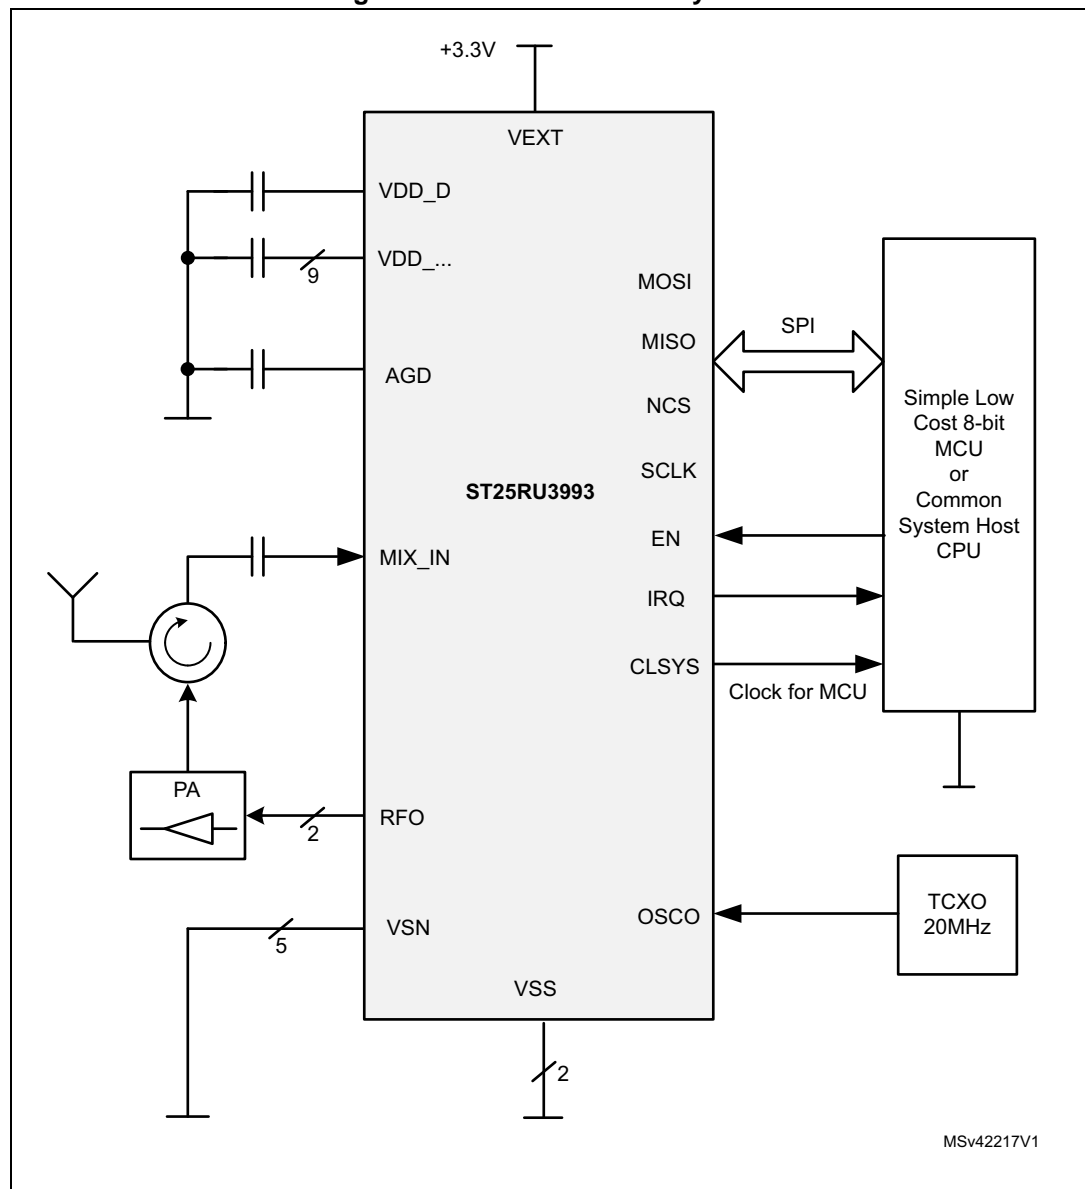 +3.3V
VEXT
VDD_D
VDD_...
9
AGD
MOSI
MISO
NCS
SCLK
SPI
Simple Low
Cost 8-bit
MCU
or
Common
System Host
CPU
ST25RU3993
EN
MIX_IN
IRQ
CLSYS
Clock for MCU
PA
RFO
2
OSCO
TCXO
20MHz
VSN
5
VSS
2
MSv42217V1